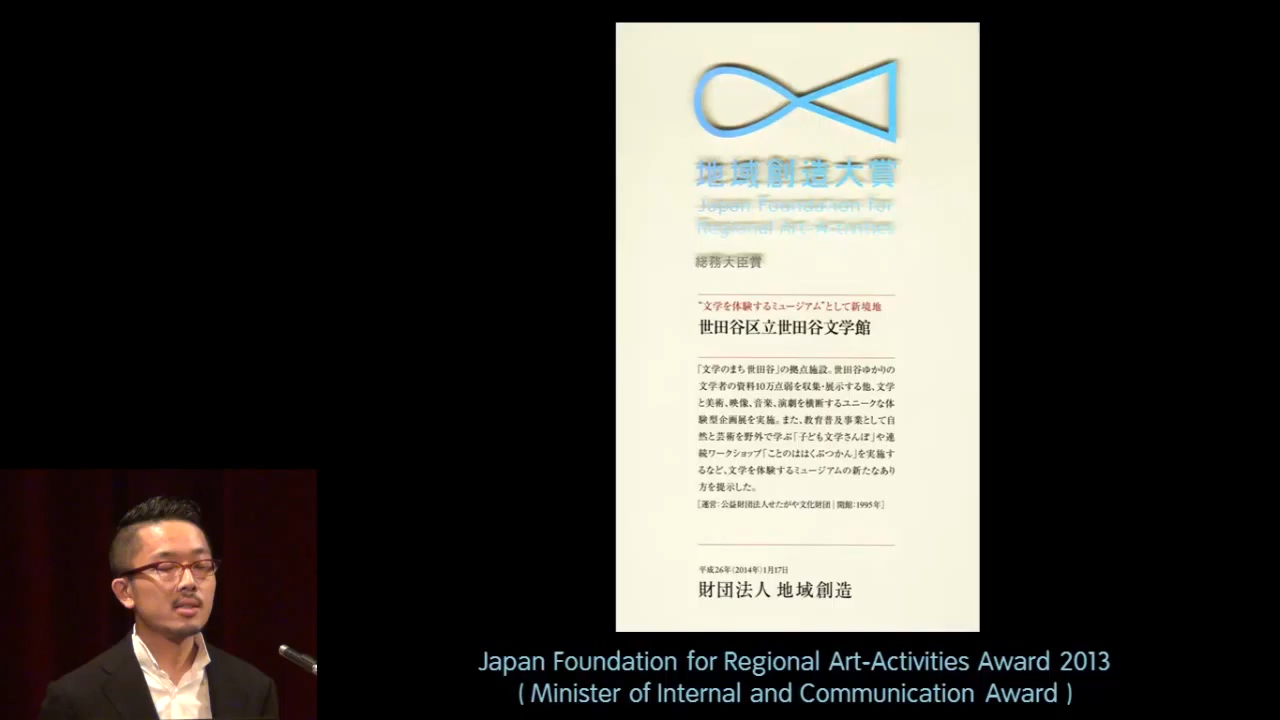 地域創造大賞
Japan Foundation for
Regional Art-Activities
総務大臣賞
“文学を体験するミュージアム”として新境地
世田谷区立世田谷文学館
「文学のまち 世田谷」の拠点施設。世田谷ゆかりの
文学者の資料10万点弱を収集・展示する他、文学
と美術、映像、音楽、演劇を横断するユニークな体
験型企画展を実施。また、教育普及事業として自
然と芸術を野外で学ぶ「子ども文学さんぽ」や連
続ワークショップ「ことのははくぶつかん」を実施す
るなど、文学を体験するミュージアムの新たなあり
方を提示した。
[運営:公益財団法人せたがや文化財団|開館:1995年]
平成26年(2014年)1月17日
財団法人 地域創造
Japan Foundation for Regional Art-Activities Award 2013
( Minister of Internal and Communication Award )